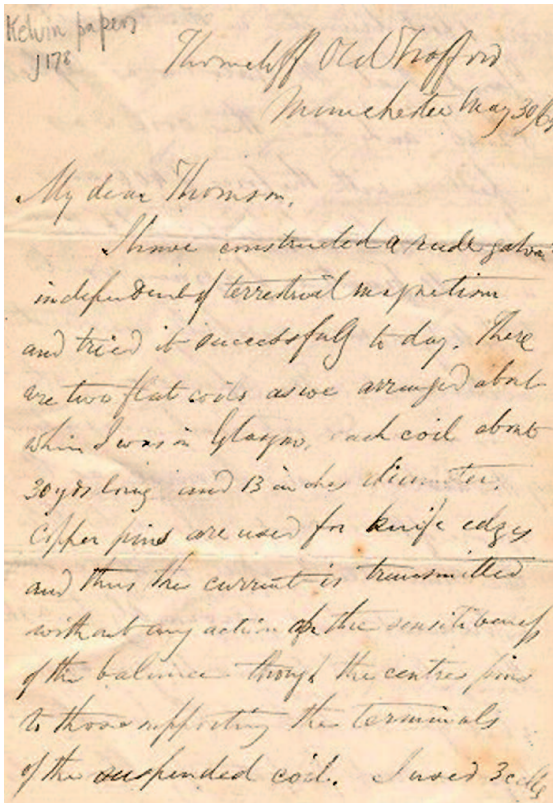 Kelvin papers
J178
Thorncliff Old Trafford
Manchester May 30/6
My dear Thomson,
I have constructed a rude galva
independent of terrestrial magnetism
and tried it successfully to day. There
are two flat coils as we arranged about
when I was in Glasgow, each coil about
30 yds long and 13 inches diameter.
Copper pins are used for knife edges
and thus the current is transmitted
without any action on the sensitiveness
of the balance through the centres pins
to those supporting the terminals
of the suspended coil. I used 3 cells